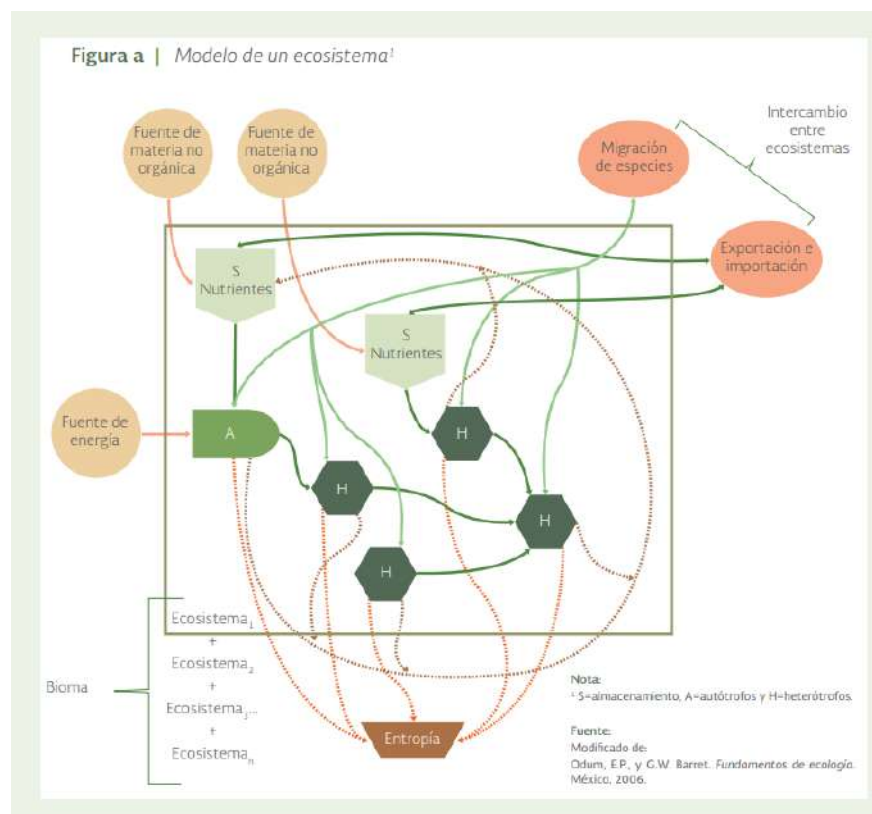 Figura a | Modelo de un ecosistema¹
Fuente de
materia no
orgánica
Fuente de
materia no
orgánica
Migración
de especies
Intercambio
entre
ecosistemas
Exportación e
importación
S
Nutrientes
S
Nutrientes
Fuente de
energía
A
H
H
H
H
Bioma
Ecosistema₁
+
Ecosistema₂
+
Ecosistema₃...
+
Ecosistemaₙ
Entropía
Nota:
¹ S=almacenamiento, A=autótrofos y H=heterótrofos.
Fuente:
Modificado de:
Odum, E.P., y G.W. Barret. Fundamentos de ecología.
México, 2006.